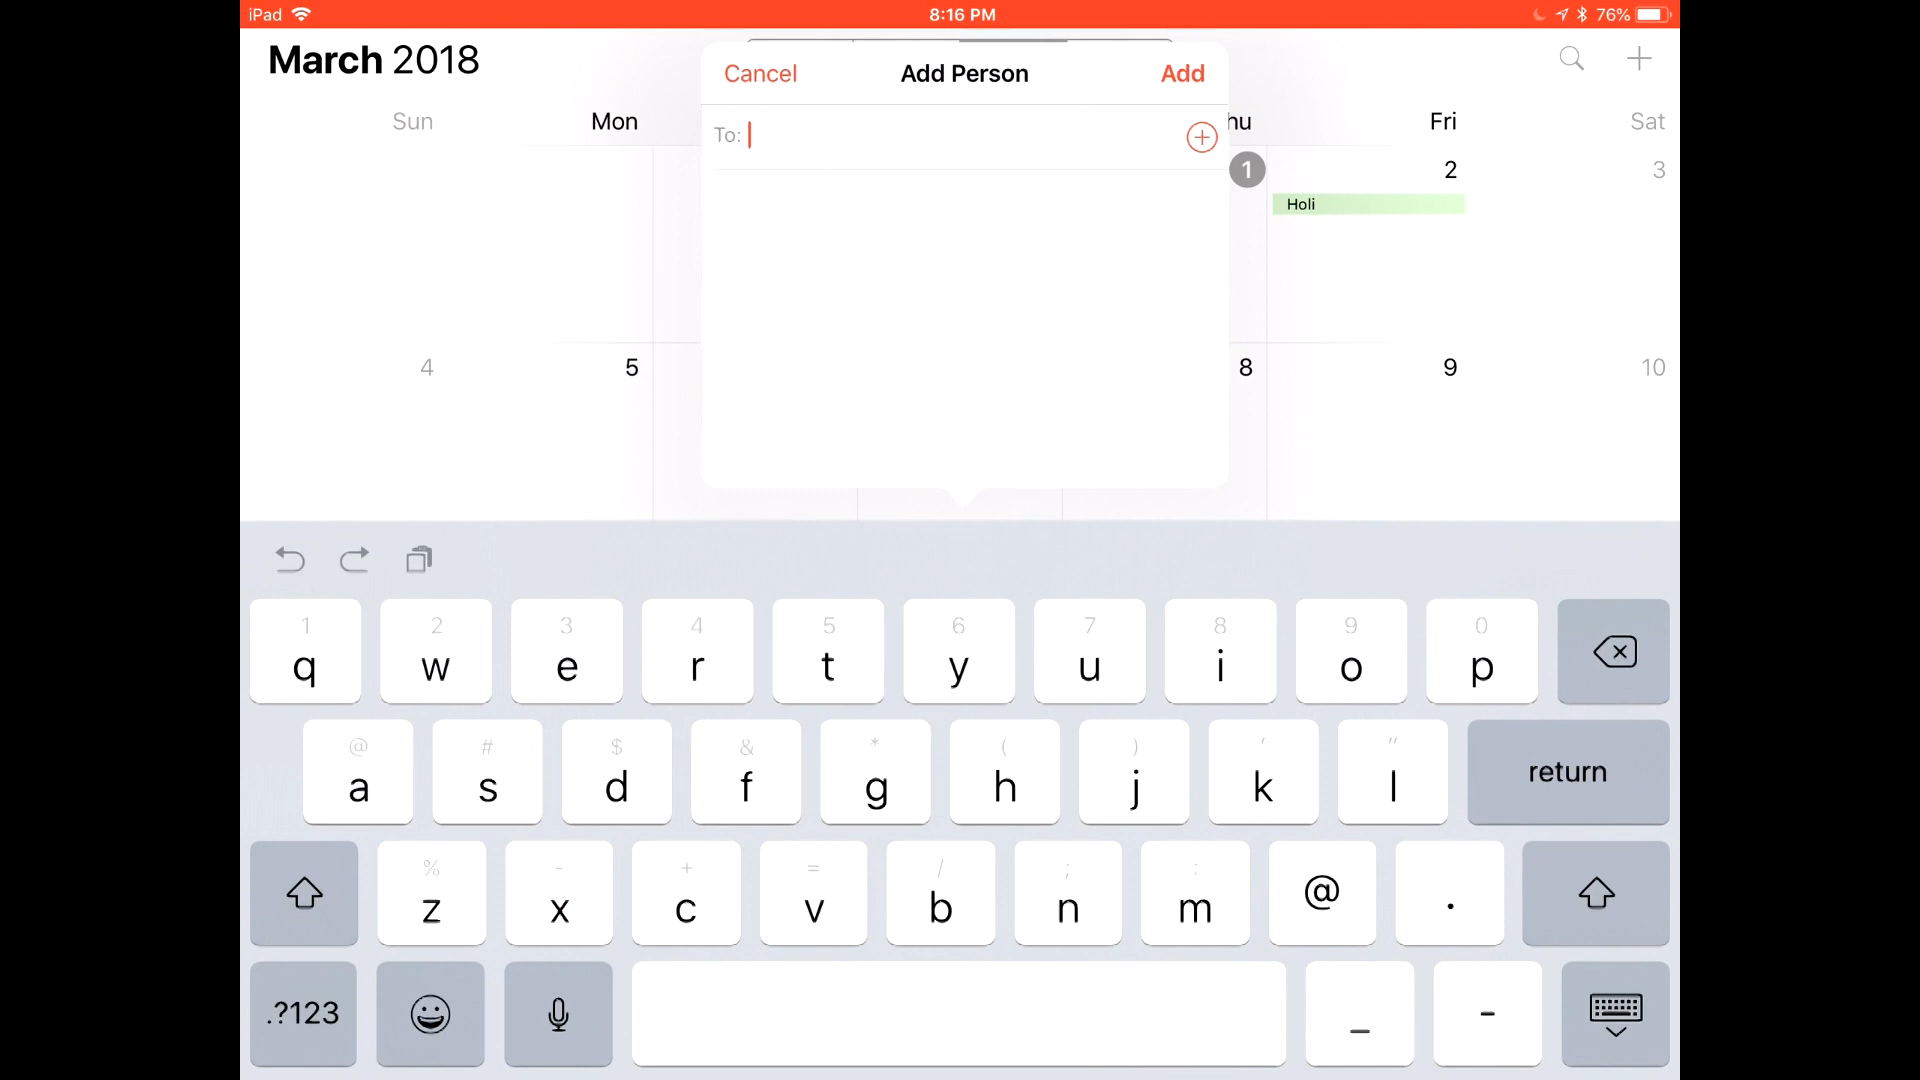 iPad 8:16 PM 76%
March 2018
Cancel Add Person Add
Sun Mon hu Fri Sat
To:
1 2 3
Holi
4 5 8 9 10
1 2 3 4 5 6 7 8 9 0
q w e r t y u i o p
@ # $ & * ( ) ' "
a s d f g h j k l return
% - + = / ; :
z x c v b n m @ .
.?123 _ -